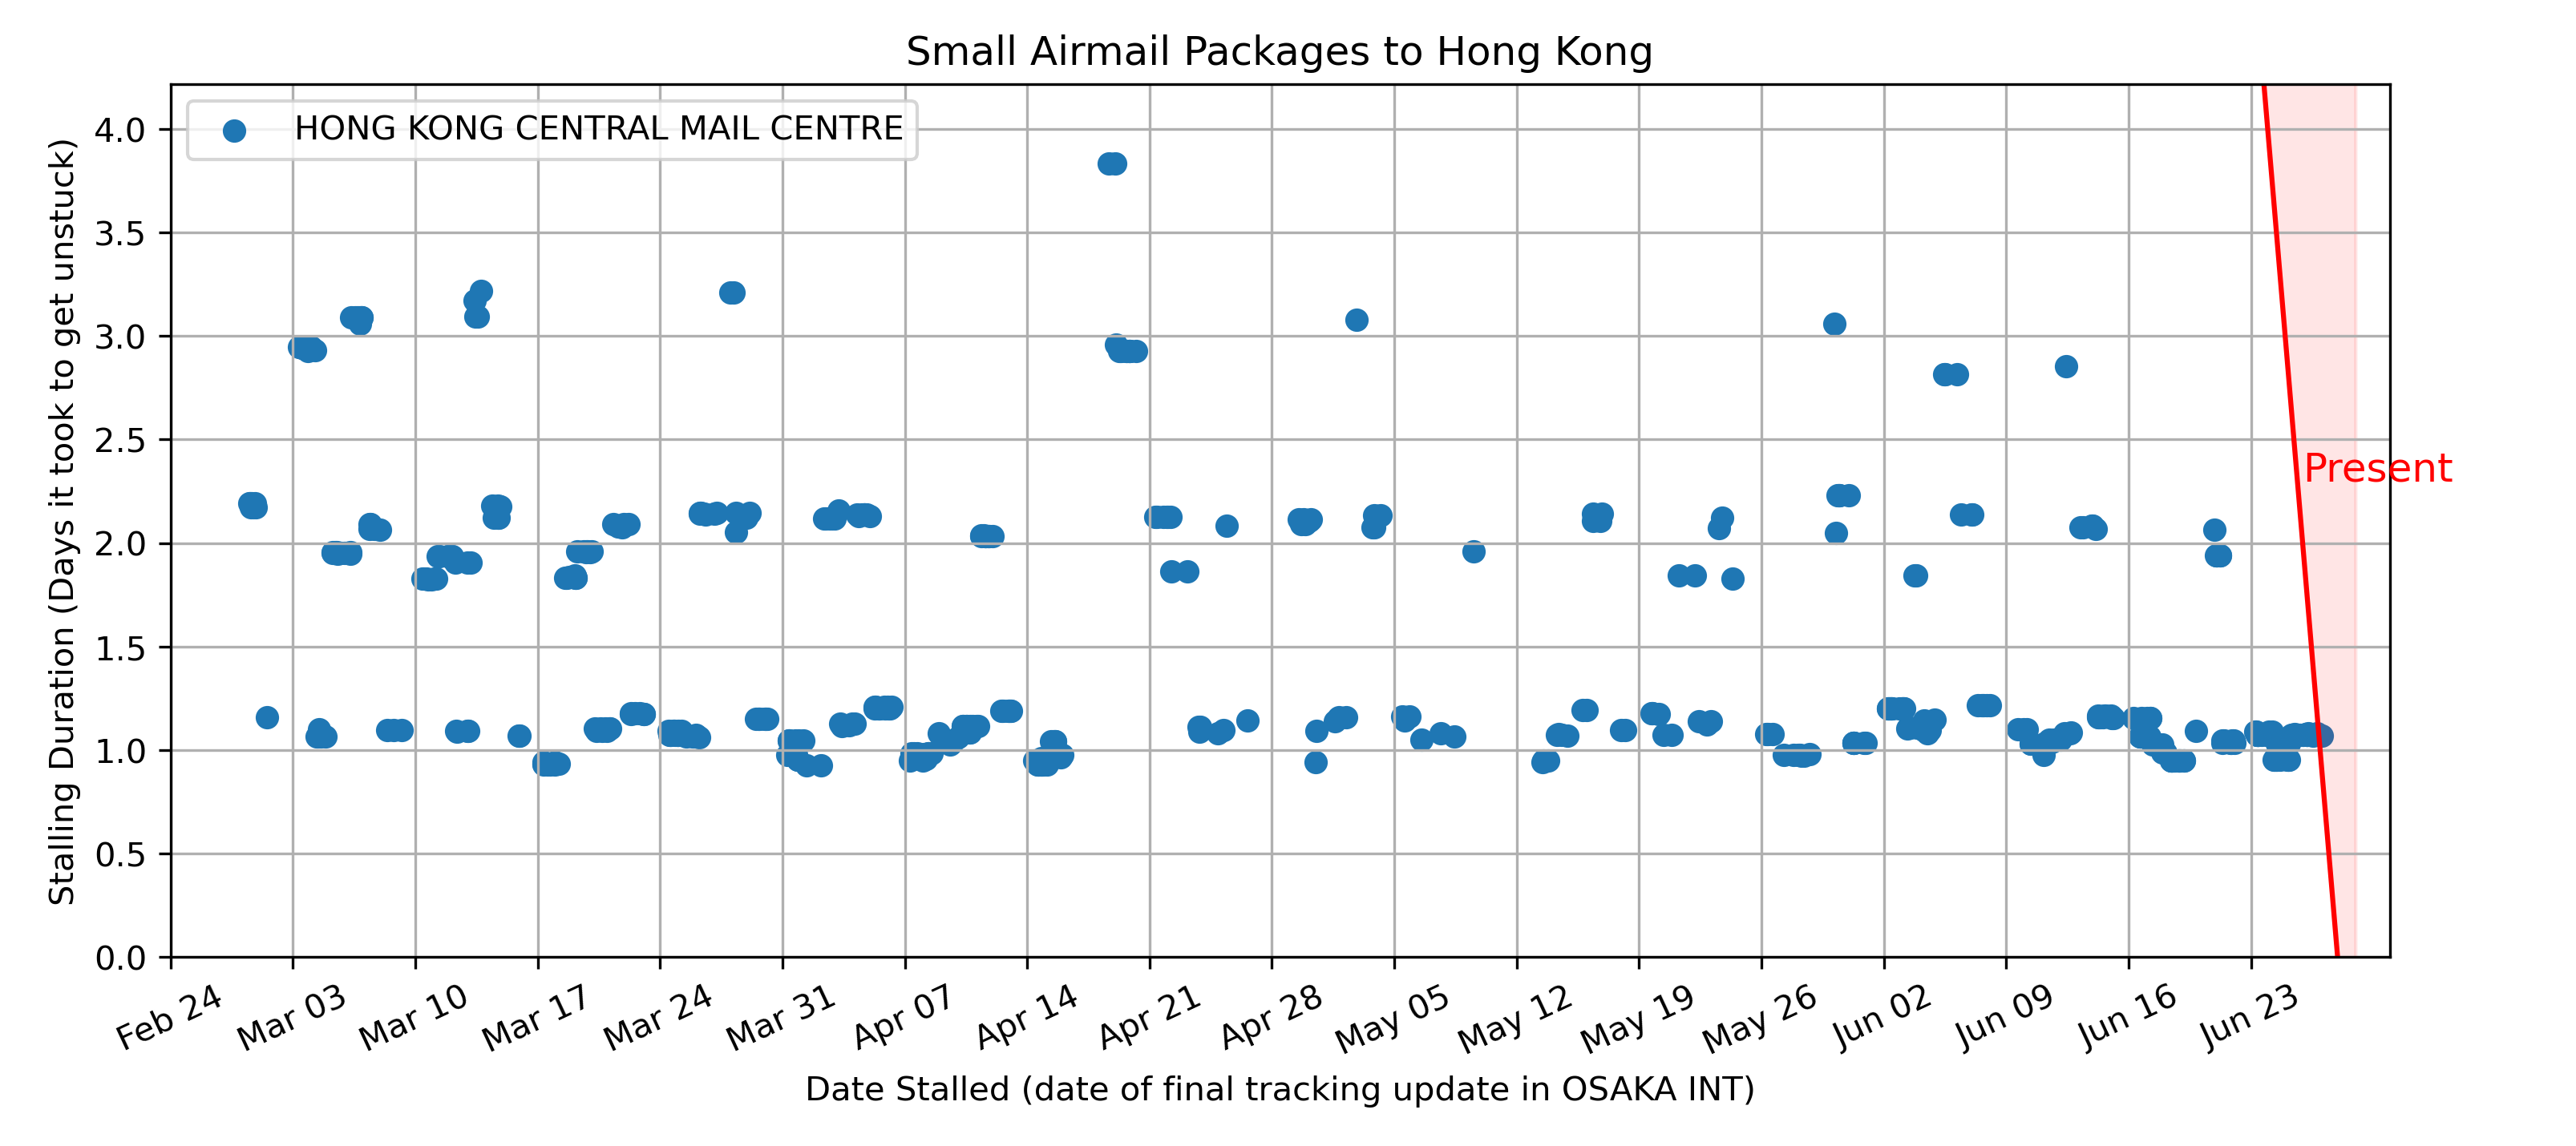 Small Airmail Packages to Hong Kong
HONG KONG CENTRAL MAIL CENTRE
Stalling Duration (Days it took to get unstuck)
4.0
3.5
3.0
2.5
2.0
1.5
1.0
0.5
0.0
Present
Feb 24
Mar 03
Mar 10
Mar 17
Mar 24
Mar 31
Apr 07
Apr 14
Apr 21
Apr 28
May 05
May 12
May 19
May 26
Jun 02
Jun 09
Jun 16
Jun 23
Date Stalled (date of final tracking update in OSAKA INT)